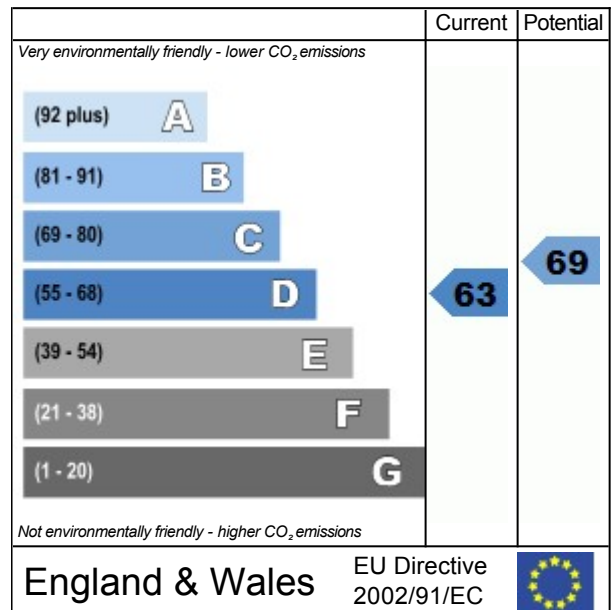 Current Potential
Very environmentally friendly - lower CO₂ emissions
(92 plus) A
(81 - 91) B
(69 - 80) C
69
(55 - 68) D
63
(39 - 54) E
(21 - 38) F
(1 - 20) G
Not environmentally friendly - higher CO₂ emissions
England & Wales
EU Directive
2002/91/EC